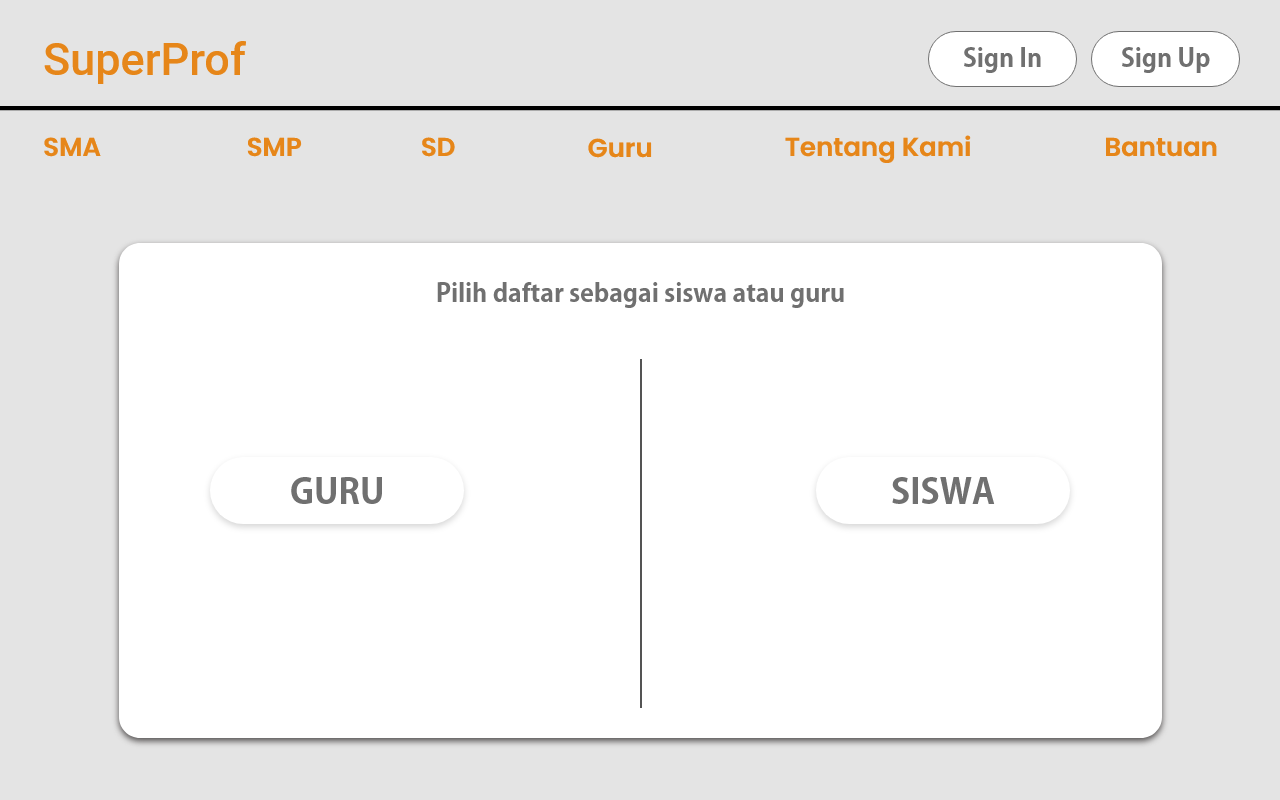 SuperProf
Sign In
Sign Up
SMA
SMP
SD
Guru
Tentang Kami
Bantuan
Pilih daftar sebagai siswa atau guru
GURU
SISWA